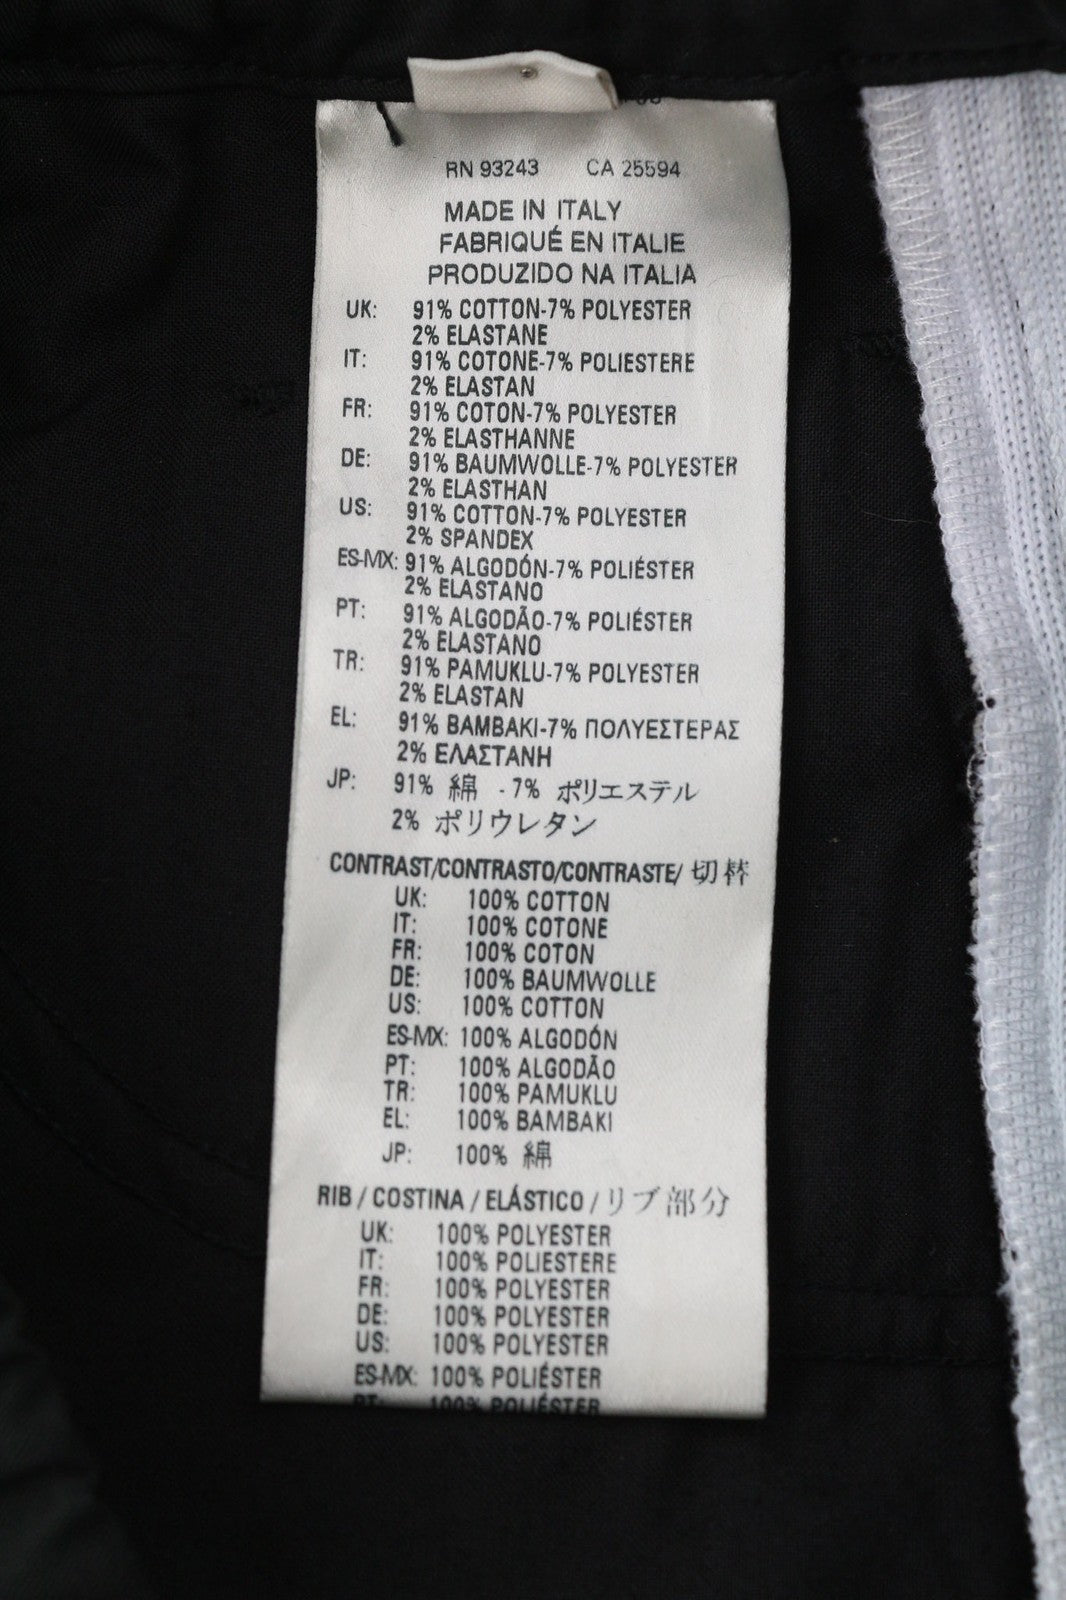 RN 93243 CA 25594
MADE IN ITALY
FABRIQUÉ EN ITALIE
PRODUZIDO NA ITALIA
UK: 91% COTTON-7% POLYESTER
2% ELASTANE
IT: 91% COTONE-7% POLIESTERE
2% ELASTAN
FR: 91% COTON-7% POLYESTER
2% ELASTHANNE
DE: 91% BAUMWOLLE-7% POLYESTER
2% ELASTHAN
US: 91% COTTON-7% POLYESTER
2% SPANDEX
ES-MX: 91% ALGODÓN-7% POLIÉSTER
2% ELASTANO
PT: 91% ALGODÃO-7% POLIÉSTER
2% ELASTANO
TR: 91% PAMUKLU-7% POLYESTER
2% ELASTAN
EL: 91% BAMBAKI-7% ΠΟΛΥΕΣΤΕΡΑΣ
2% ΕΛΑΣΤΑΝΗ
JP: 91% 綿 - 7% ポリエステル
2% ポリウレタン
CONTRAST/CONTRASTO/CONTRASTE/ 切替
UK: 100% COTTON
IT: 100% COTONE
FR: 100% COTON
DE: 100% BAUMWOLLE
US: 100% COTTON
ES-MX: 100% ALGODÓN
PT: 100% ALGODÃO
TR: 100% PAMUKLU
EL: 100% BAMBAKI
JP: 100% 綿
RIB / COSTINA / ELÁSTICO / リブ部分
UK: 100% POLYESTER
IT: 100% POLIESTERE
FR: 100% POLYESTER
DE: 100% POLYESTER
US: 100% POLYESTER
ES-MX: 100% POLIÉSTER
PT: 100% POLIÉSTER